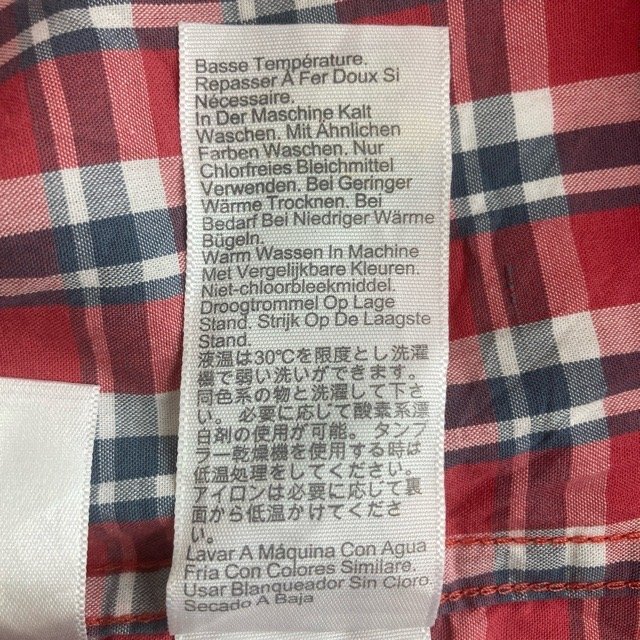 Basse Température.
Repasser À Fer Doux Si
Nécessaire.
In Der Maschine Kalt
Waschen. Mit Ähnlichen
Farben Waschen. Nur
Chlorfreies Bleichmittel
Verwenden. Bei Geringer
Wärme Trocknen. Bei
Bedarf Bei Niedriger Wärme
Bügeln.
Warm Wassen In Machine
Met Vergelijkbare Kleuren.
Niet-chloorbleekmiddel.
Droogtrommel Op Lage
Stand. Strijk Op De Laagste
Stand.
液温は30℃を限度とし洗濯
機で弱い洗いができます。
同色系の物と洗濯して下さ
い。 必要に応じて酸素系漂
白剤の使用が可能。 タンブ
ラー乾燥機を使用する時は
低温処理をしてください。
アイロンは必要に応じて裏
面から低温かけてくださ
い。
Lavar A Máquina Con Agua
Fría Con Colores Similare.
Usar Blanqueador Sin Cloro.
Secado A Baja